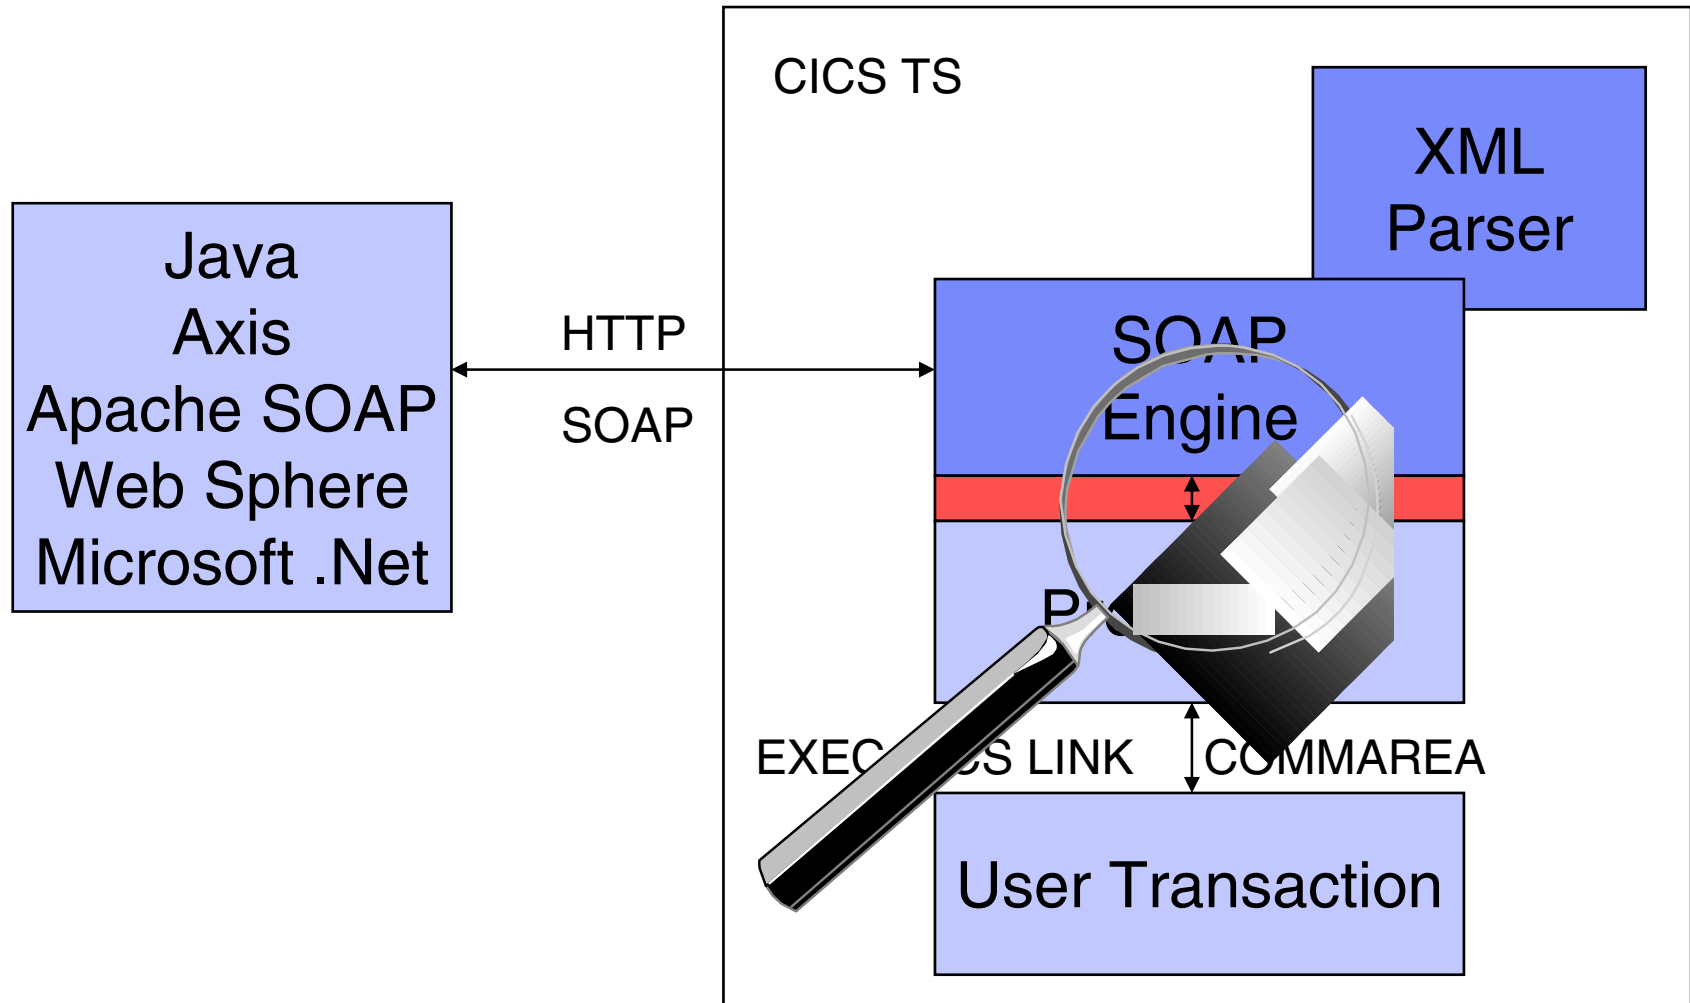 CICS TS
XML
Parser
Java
Axis
Apache SOAP
Web Sphere
Microsoft .Net
HTTP
SOAP
SOAP
Engine
LINK
COMMAREA
User Transaction